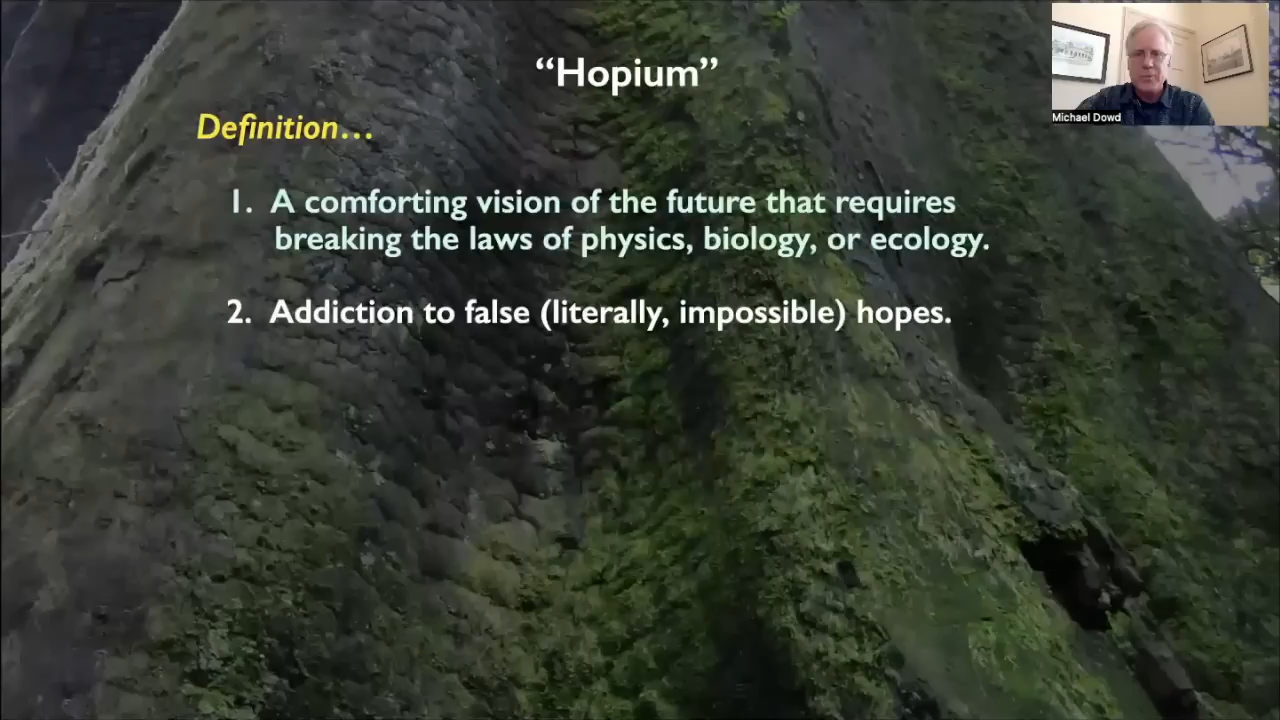 “Hopium”
Michael Dowd
Definition…
1. A comforting vision of the future that requires
breaking the laws of physics, biology, or ecology.
2. Addiction to false (literally, impossible) hopes.